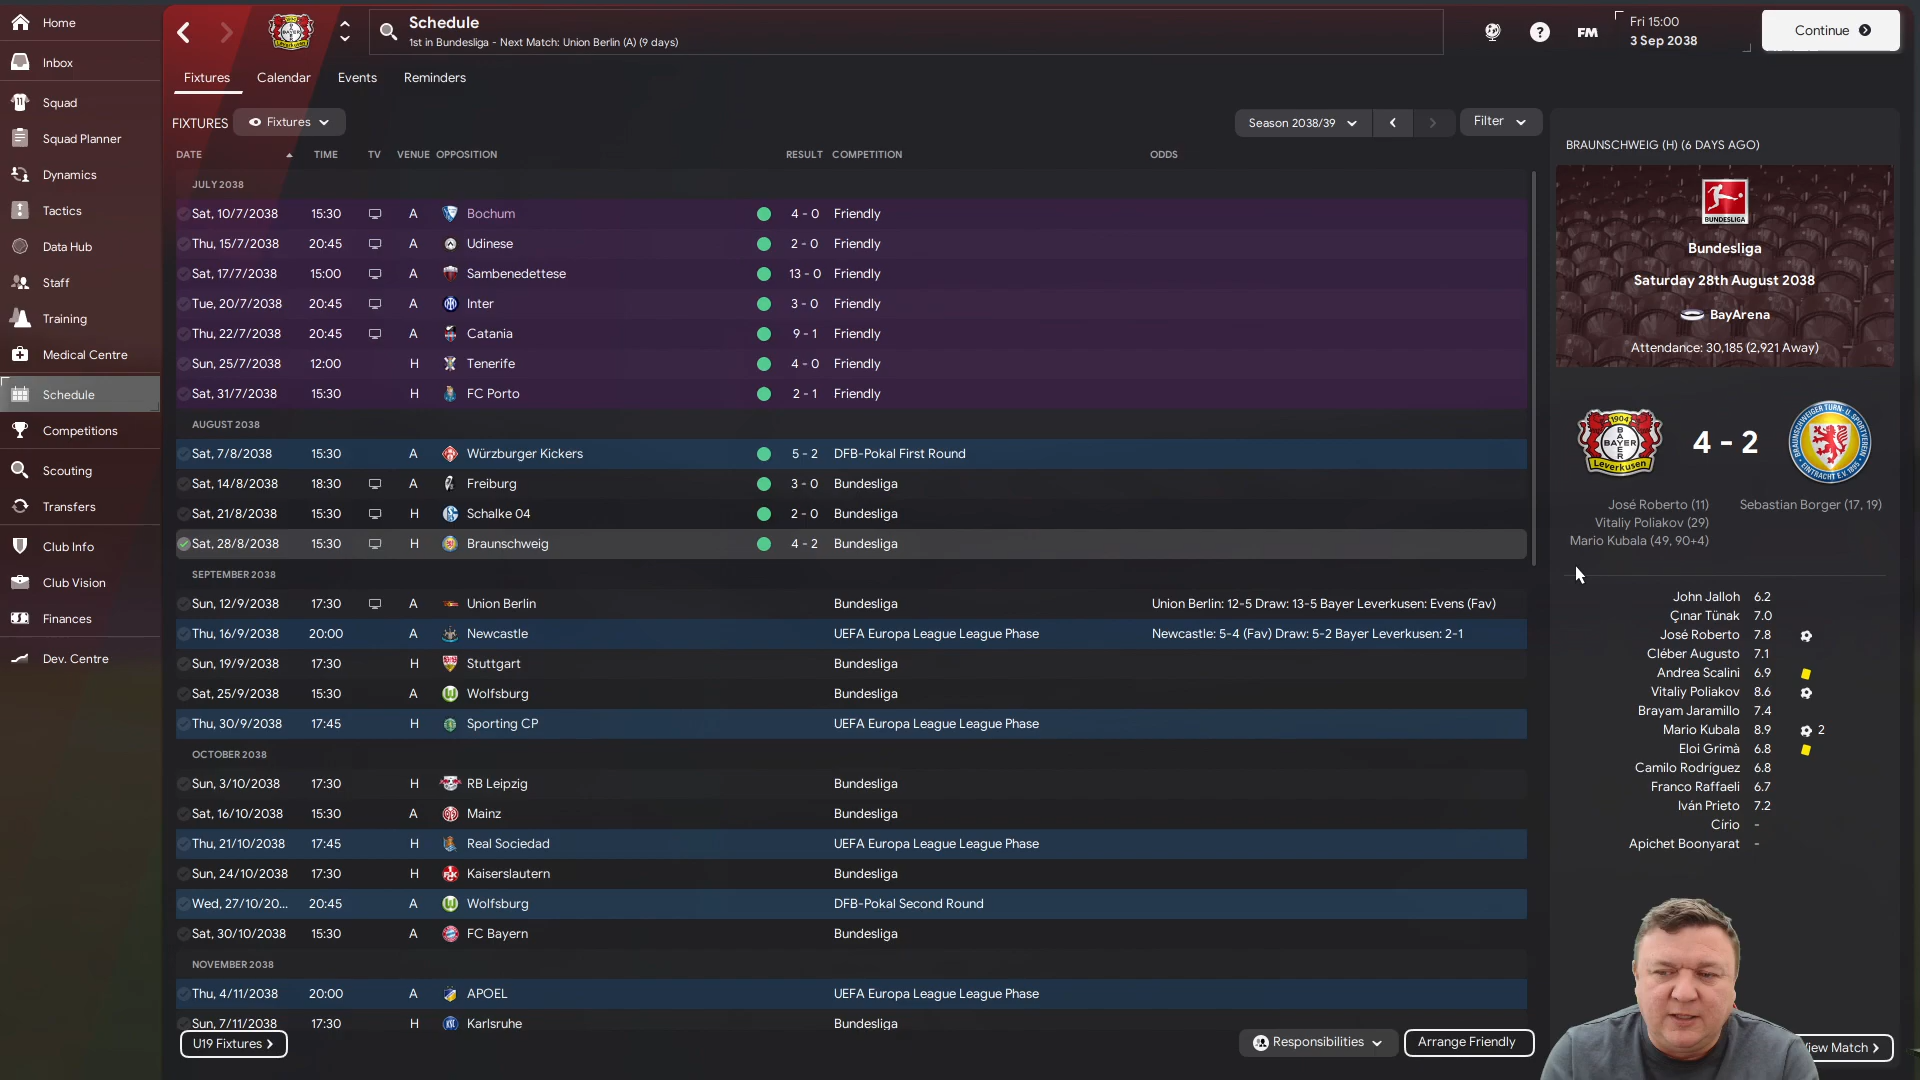 Home
Inbox
Squad
Squad Planner
Dynamics
Tactics
Data Hub
Staff
Training
Medical Centre
Schedule
Competitions
Scouting
Transfers
Club Info
Club Vision
Finances
Dev. Centre
Schedule
1st in Bundesliga - Next Match: Union Berlin (A) (9 days)
FM
Fri 15:00
3 Sep 2038
Continue
Fixtures Calendar Events Reminders
FIXTURES Fixtures Season 2038/39 Filter
DATE TIME TV VENUE OPPOSITION RESULT COMPETITION ODDS
JULY 2038
Sat, 10/7/2038 15:30 A Bochum 4 - 0 Friendly
Thu, 15/7/2038 20:45 A Udinese 2 - 0 Friendly
Sat, 17/7/2038 15:00 A Sambenedettese 13 - 0 Friendly
Tue, 20/7/2038 20:45 A Inter 3 - 0 Friendly
Thu, 22/7/2038 20:45 A Catania 9 - 1 Friendly
Sun, 25/7/2038 12:00 H Tenerife 4 - 0 Friendly
Sat, 31/7/2038 15:30 H FC Porto 2 - 1 Friendly
AUGUST 2038
Sat, 7/8/2038 15:30 A Würzburger Kickers 5 - 2 DFB-Pokal First Round
Sat, 14/8/2038 18:30 A Freiburg 3 - 0 Bundesliga
Sat, 21/8/2038 15:30 H Schalke 04 2 - 0 Bundesliga
Sat, 28/8/2038 15:30 H Braunschweig 4 - 2 Bundesliga
SEPTEMBER 2038
Sun, 12/9/2038 17:30 A Union Berlin Bundesliga Union Berlin: 12-5 Draw: 13-5 Bayer Leverkusen: Evens (Fav)
Thu, 16/9/2038 20:00 A Newcastle UEFA Europa League League Phase Newcastle: 5-4 (Fav) Draw: 5-2 Bayer Leverkusen: 2-1
Sun, 19/9/2038 17:30 H Stuttgart Bundesliga
Sat, 25/9/2038 15:30 A Wolfsburg Bundesliga
Thu, 30/9/2038 17:45 H Sporting CP UEFA Europa League League Phase
OCTOBER 2038
Sun, 3/10/2038 17:30 H RB Leipzig Bundesliga
Sat, 16/10/2038 15:30 A Mainz Bundesliga
Thu, 21/10/2038 17:45 H Real Sociedad UEFA Europa League League Phase
Sun, 24/10/2038 17:30 H Kaiserslautern Bundesliga
Wed, 27/10/20... 20:45 A Wolfsburg DFB-Pokal Second Round
Sat, 30/10/2038 15:30 A FC Bayern Bundesliga
NOVEMBER 2038
Thu, 4/11/2038 20:00 A APOEL UEFA Europa League League Phase
Sun, 7/11/2038 17:30 H Karlsruhe Bundesliga
U19 Fixtures
Responsibilities
Arrange Friendly
BRAUNSCHWEIG (H) (6 DAYS AGO)
BUNDESLIGA
Bundesliga
Saturday 28th August 2038
BayArena
Attendance: 30,185 (2,921 Away)
1904
BAYER
BAYER
Leverkusen
4 - 2
José Roberto (11)
Vitaliy Poliakov (29)
Mario Kubala (49, 90+4)
Sebastian Borger (17, 19)
John Jalloh 6.2
Çınar Tünak 7.0
José Roberto 7.8
Cléber Augusto 7.1
Andrea Scalini 6.9
Vitaliy Poliakov 8.6
Brayam Jaramillo 7.4
Mario Kubala 8.9 2
Eloi Grimà 6.8
Camilo Rodríguez 6.8
Franco Raffaeli 6.7
Iván Prieto 7.2
Círio -
Apichet Boonyarat -
View Match